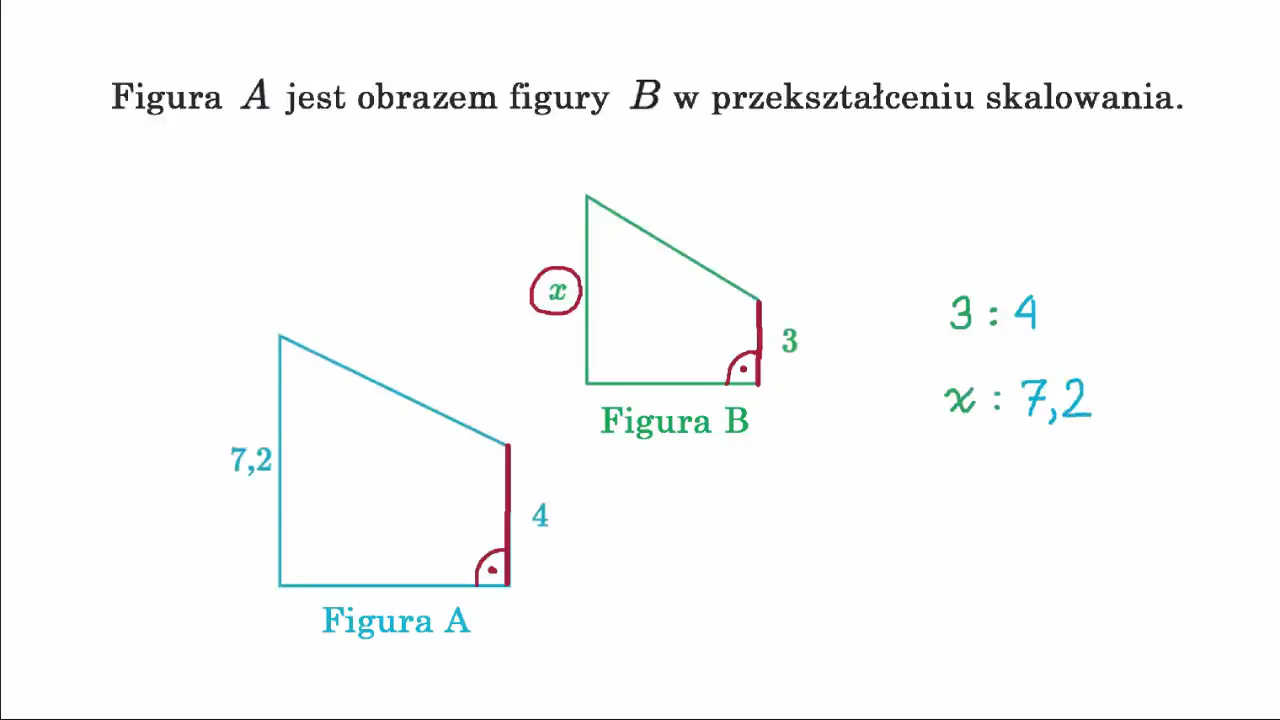 Figura A jest obrazem figury B w przekształceniu skalowania.
x
3
3 : 4
x : 7,2
Figura B
7,2
4
Figura A